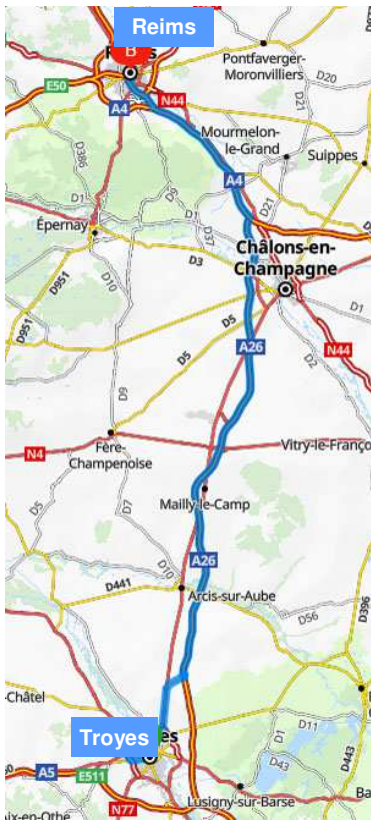 Reims
B
Pontfaverger-
Moronvilliers
D20
E50
N44
A4
D21
Mourmelon-
le-Grand
D386
Suippes
D9
A4
D1
D21
D37
Épernay
Châlons-en-
Champagne
D3
D951
D10
D1
D951
D5
D2
N44
A26
D5
D9
Vitry-le-Franço
N4
Fère-
Champenoise
D5
D7
Mailly-le-Camp
A26
D10
D441
Arcis-sur-Aube
D56
D396
-Châtel
Troyes
es
D11
D1
D443
A5
E511
D43
Ba
Lusigny-sur-Barse
N77
aix-en-Othe